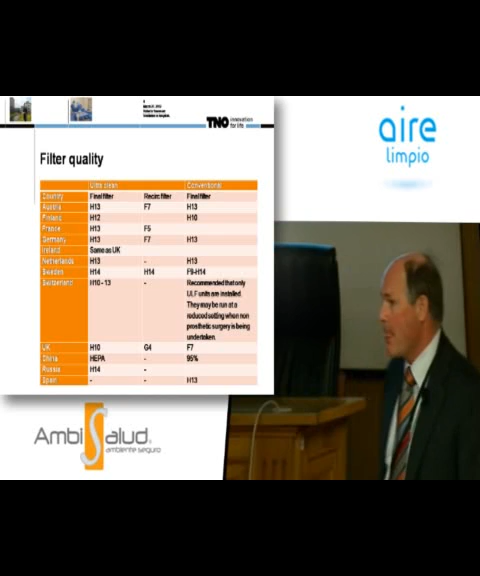 TNO innovation
for life
Filter quality
Ultra clean Conventional
Country Final filter Recirc filter Final filter
Austria H13 F7 H13
Finland H12 H10
France H13 F5
Germany H13 F7 H13
Ireland Same as UK
Netherlands H13 - H13
Sweden H14 H14 F9-H14
Switzerland H10 - 13 - Recommended that only
ULF units are installed.
They may be run at a
reduced setting when non
prosthetic surgery is being
undertaken.
UK H10 G4 F7
China HEPA - 95%
Russia H14 -
Spain - - H13
aire
limpio
AmbiSalud
ambiente seguro